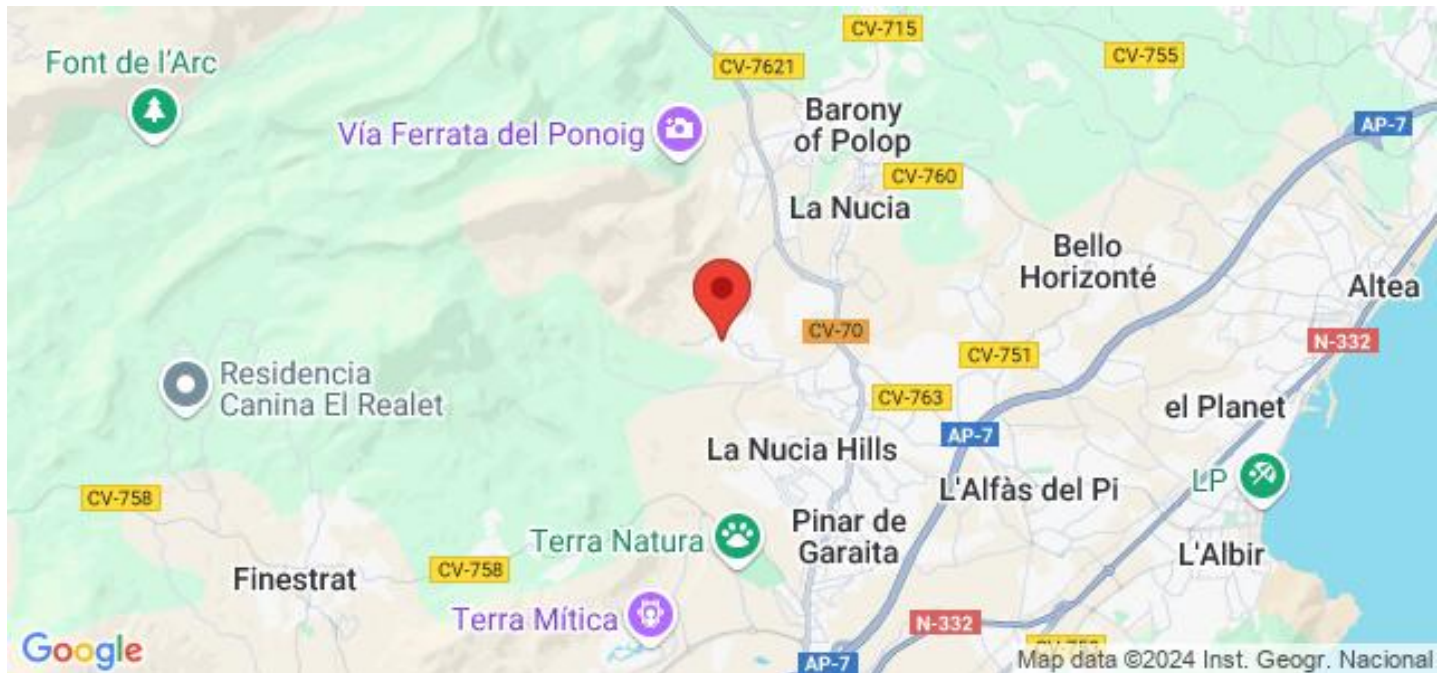 CV-715
Font de l'Arc
CV-7621
CV-755
Barony
of Polop
AP-7
Vía Ferrata del Ponoig
CV-760
La Nucia
Bello
Horizonté
Altea
CV-70
N-332
CV-751
Residencia
Canina El Realet
CV-763
el Planet
AP-7
La Nucia Hills
LP
L'Alfàs del Pi
CV-758
Pinar de
Garaita
Terra Natura
L'Albir
Finestrat
CV-758
Terra Mítica
N-332
Google
AP-7
Map data ©2024 Inst. Geogr. Nacional